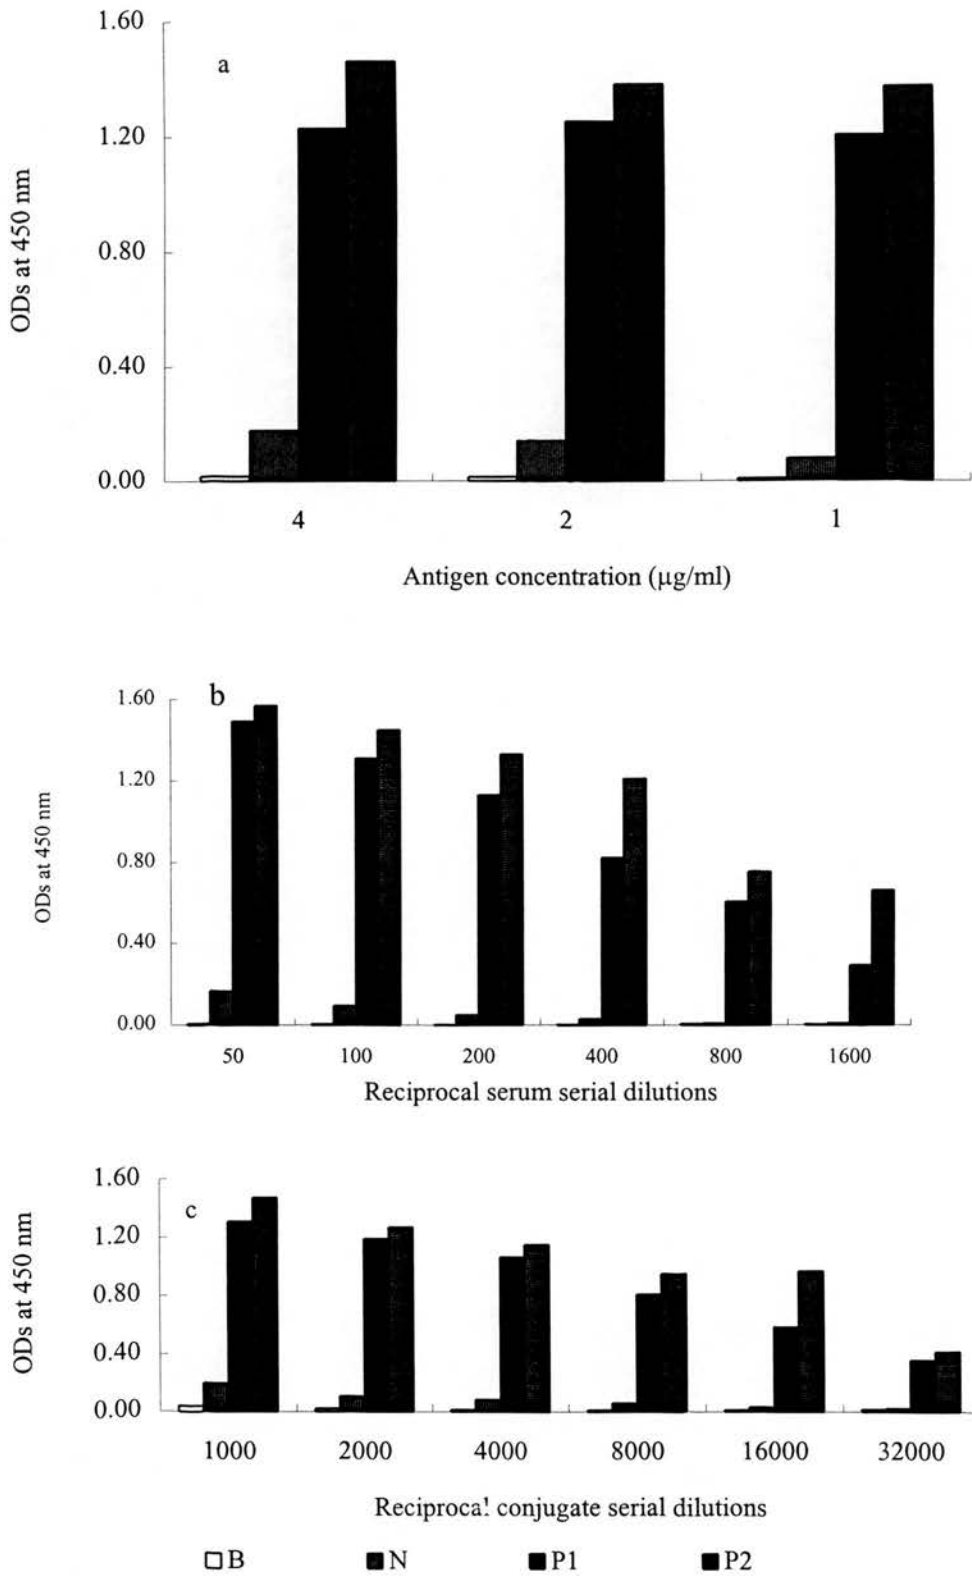 1.60
a
1.20
0.80
0.40
0.00
ODs at 450 nm
4 2 1
Antigen concentration (µg/ml)
1.60
b
1.20
0.80
0.40
0.00
ODs at 450 nm
50 100 200 400 800 1600
Reciprocal serum serial dilutions
1.60
c
1.20
0.80
0.40
0.00
ODs at 450 nm
1000 2000 4000 8000 16000 32000
Reciprocal conjugate serial dilutions
B N P1 P2